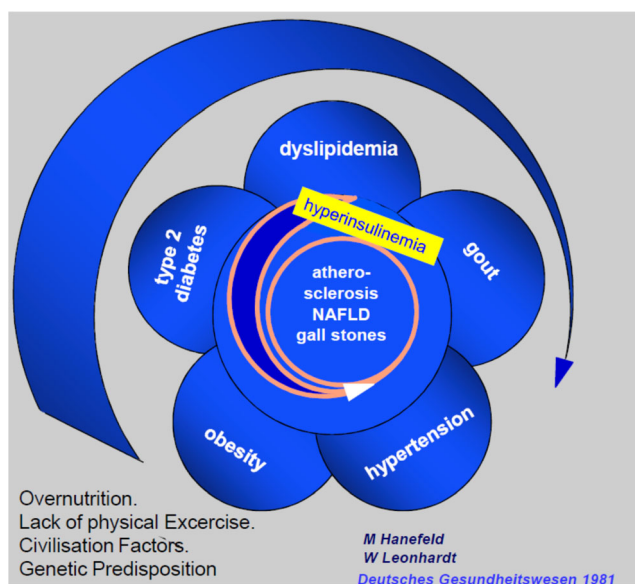 dyslipidemia
hyperinsulinemia
type 2
diabetes
gout
athero-
sclerosis
NAFLD
gall stones
obesity
hypertension
Overnutrition.
Lack of physical Excercise.
Civilisation Factors.
Genetic Predisposition
M Hanefeld
W Leonhardt
Deutsches Gesundheitswesen 1981